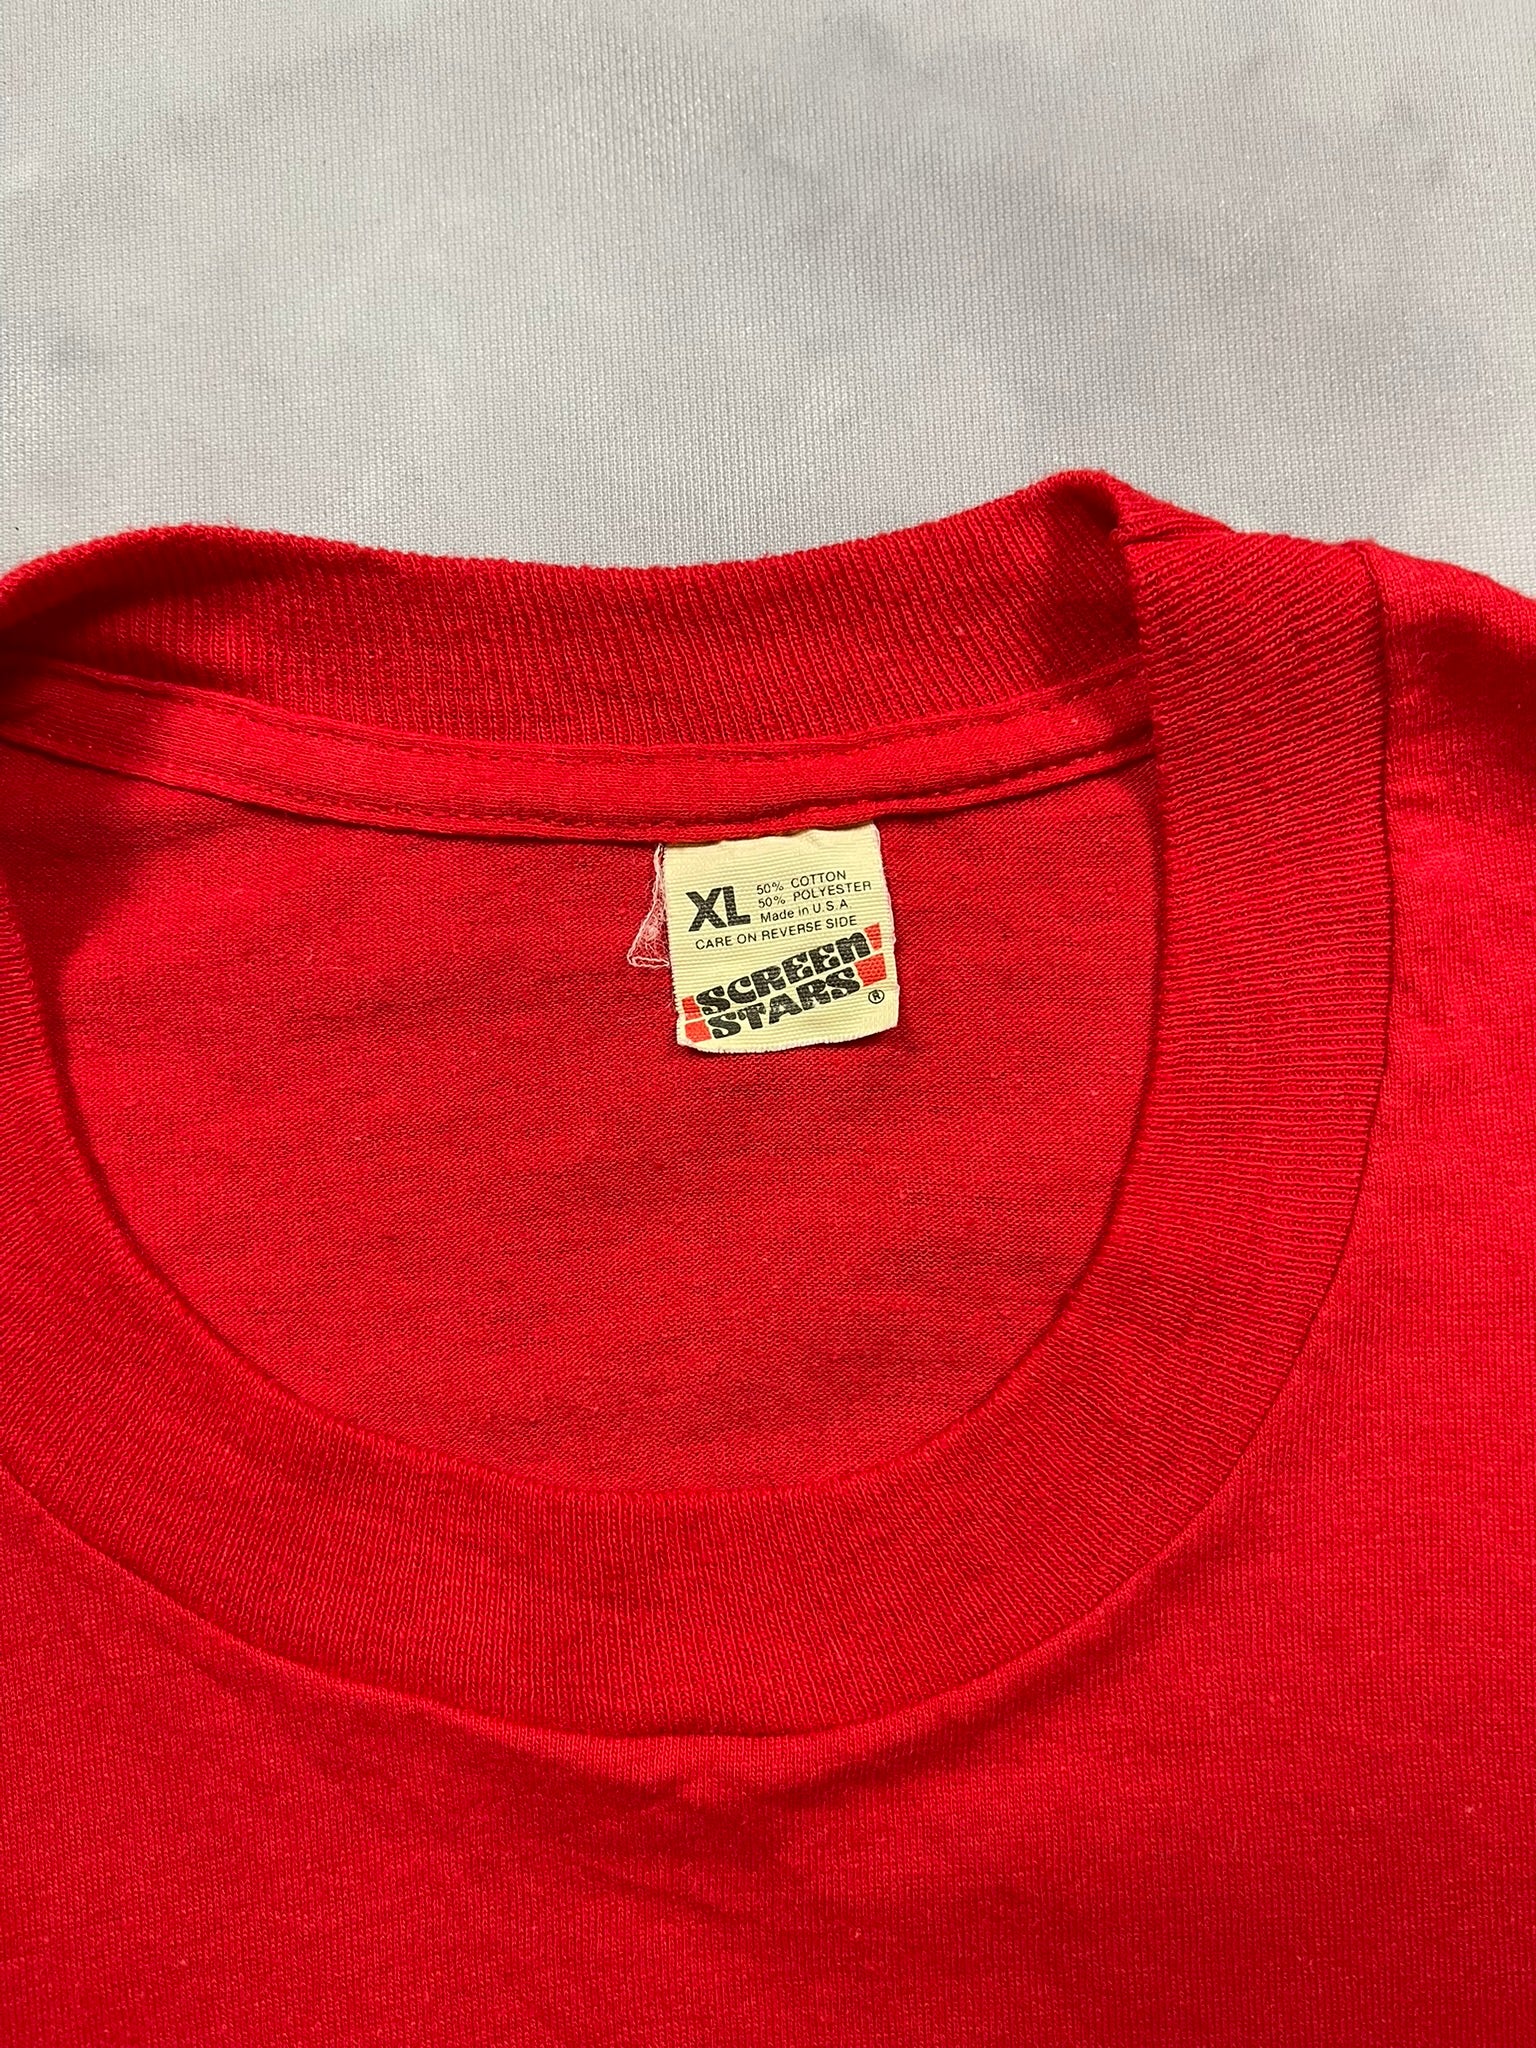 XL
50% COTTON
50% POLYESTER
Made in U.S.A.
CARE ON REVERSE SIDE
SCREEN
STARS ®